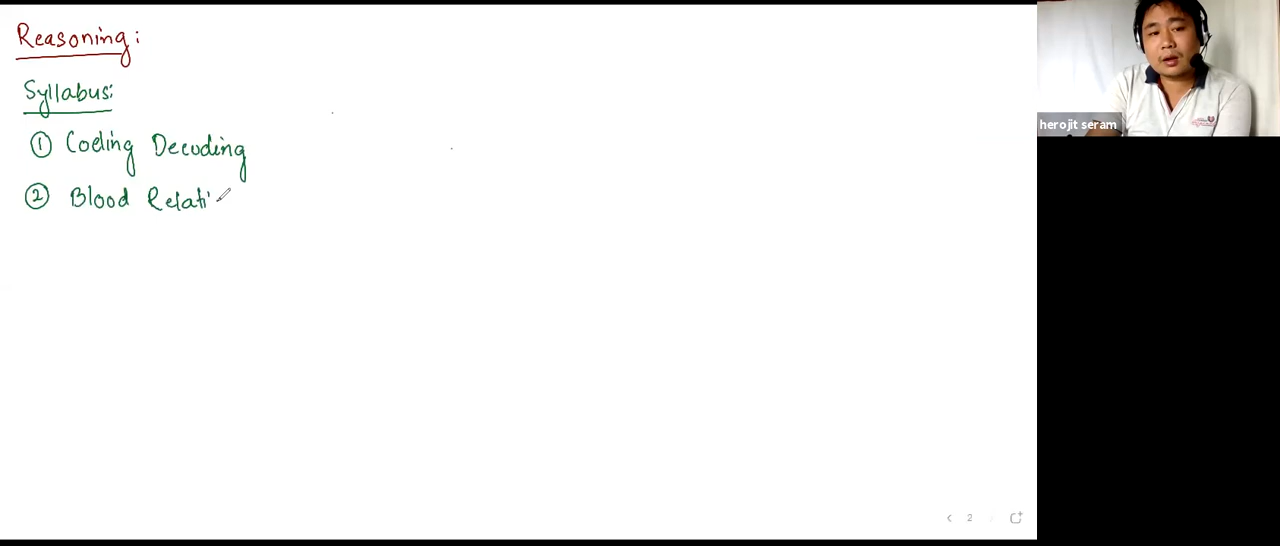 Reasoning:
Syllabus:
① Coding Decoding
② Blood Relati
herojit seram
2